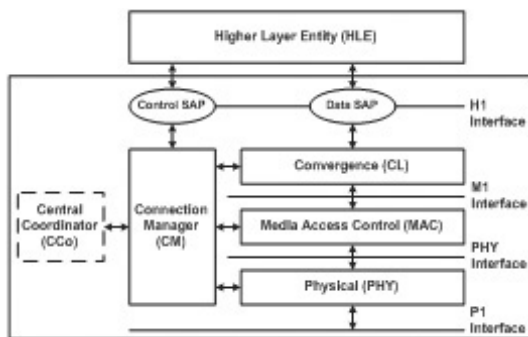 Higher Layer Entity (HLE)
Control SAP
Data SAP
H1
Interface
Convergence (CL)
M1
Interface
Central
Coordinator
(CCo)
Connection
Manager
(CM)
Media Access Control (MAC)
PHY
Interface
Physical (PHY)
P1
Interface